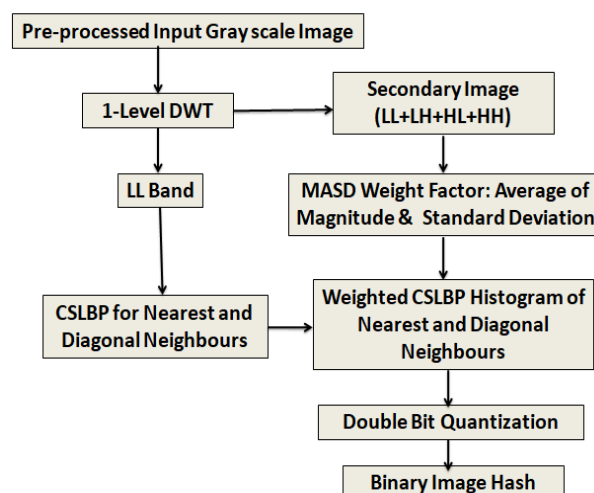 Pre-processed Input Gray scale Image
1-Level DWT
Secondary Image
(LL+LH+HL+HH)
LL Band
MASD Weight Factor: Average of
Magnitude & Standard Deviation
CSLBP for Nearest and
Diagonal Neighbours
Weighted CSLBP Histogram of
Nearest and Diagonal
Neighbours
Double Bit Quantization
Binary Image Hash